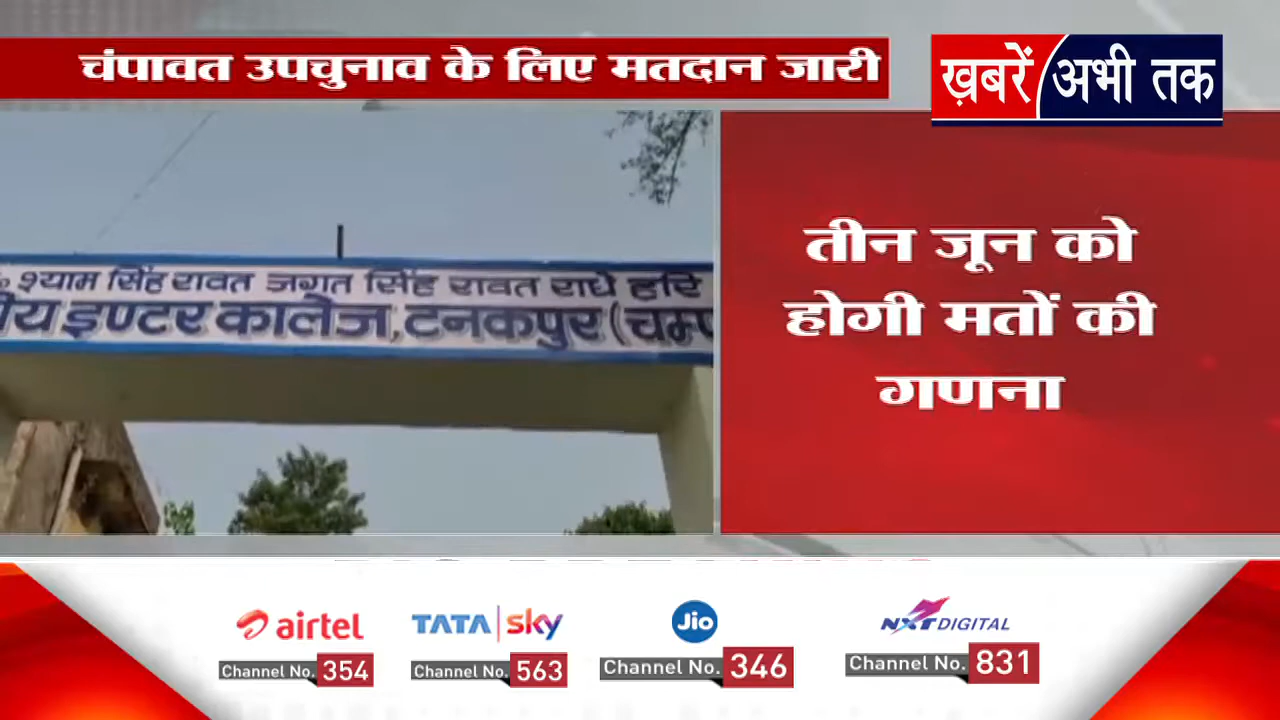 चंपावत उपचुनाव के लिए मतदान जारी
ख़बरें अभी तक
श्याम सिंह रावत जगत सिंह रावत राधे हरि
इण्टर कालेज, टनकपुर (चम्प
तीन जून को
होगी मतों की
गणना
airtel
Channel No. 354
TATA sky
Channel No. 563
Jio
Channel No. 346
NXT DIGITAL
Channel No. 831